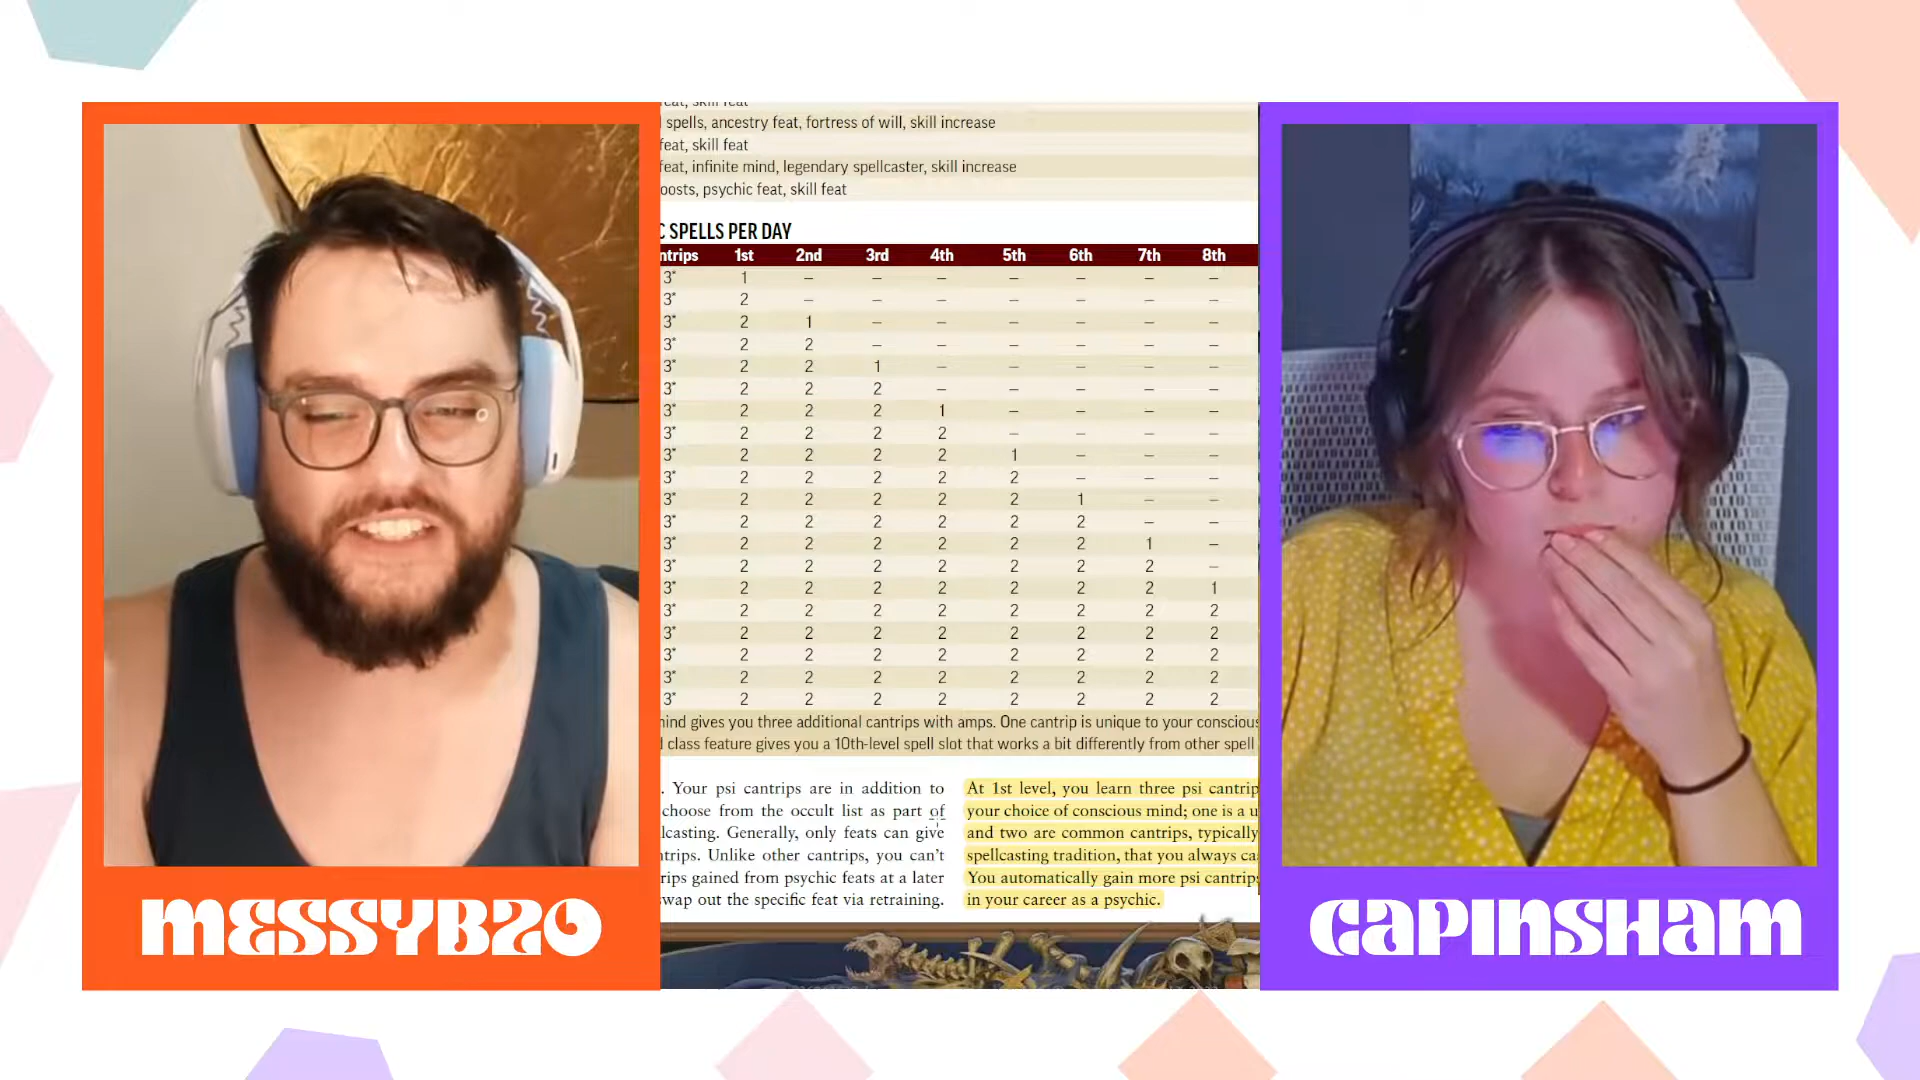 eat, skill feat
l spells, ancestry feat, fortress of will, skill increase
feat, skill feat
feat, infinite mind, legendary spellcaster, skill increase
oosts, psychic feat, skill feat
C SPELLS PER DAY
ntrips 1st 2nd 3rd 4th 5th 6th 7th 8th
3* 1 – – – – – – –
3* 2 – – – – – – –
3* 2 1 – – – – – –
3* 2 2 – – – – – –
3* 2 2 1 – – – – –
3* 2 2 2 – – – – –
3* 2 2 2 1 – – – –
3* 2 2 2 2 – – – –
3* 2 2 2 2 1 – – –
3* 2 2 2 2 2 – – –
3* 2 2 2 2 2 1 – –
3* 2 2 2 2 2 2 – –
3* 2 2 2 2 2 2 1 –
3* 2 2 2 2 2 2 2 –
3* 2 2 2 2 2 2 2 1
3* 2 2 2 2 2 2 2 2
3* 2 2 2 2 2 2 2 2
3* 2 2 2 2 2 2 2 2
3* 2 2 2 2 2 2 2 2
3* 2 2 2 2 2 2 2 2
nind gives you three additional cantrips with amps. One cantrip is unique to your conscious
l class feature gives you a 10th-level spell slot that works a bit differently from other spell
. Your psi cantrips are in addition to
choose from the occult list as part of
lcasting. Generally, only feats can give
ntrips. Unlike other cantrips, you can't
rips gained from psychic feats at a later
swap out the specific feat via retraining.
At 1st level, you learn three psi cantrip
your choice of conscious mind; one is a u
and two are common cantrips, typically
spellcasting tradition, that you always ca
You automatically gain more psi cantrips
in your career as a psychic.
MESSYB20
CAPINSHAM